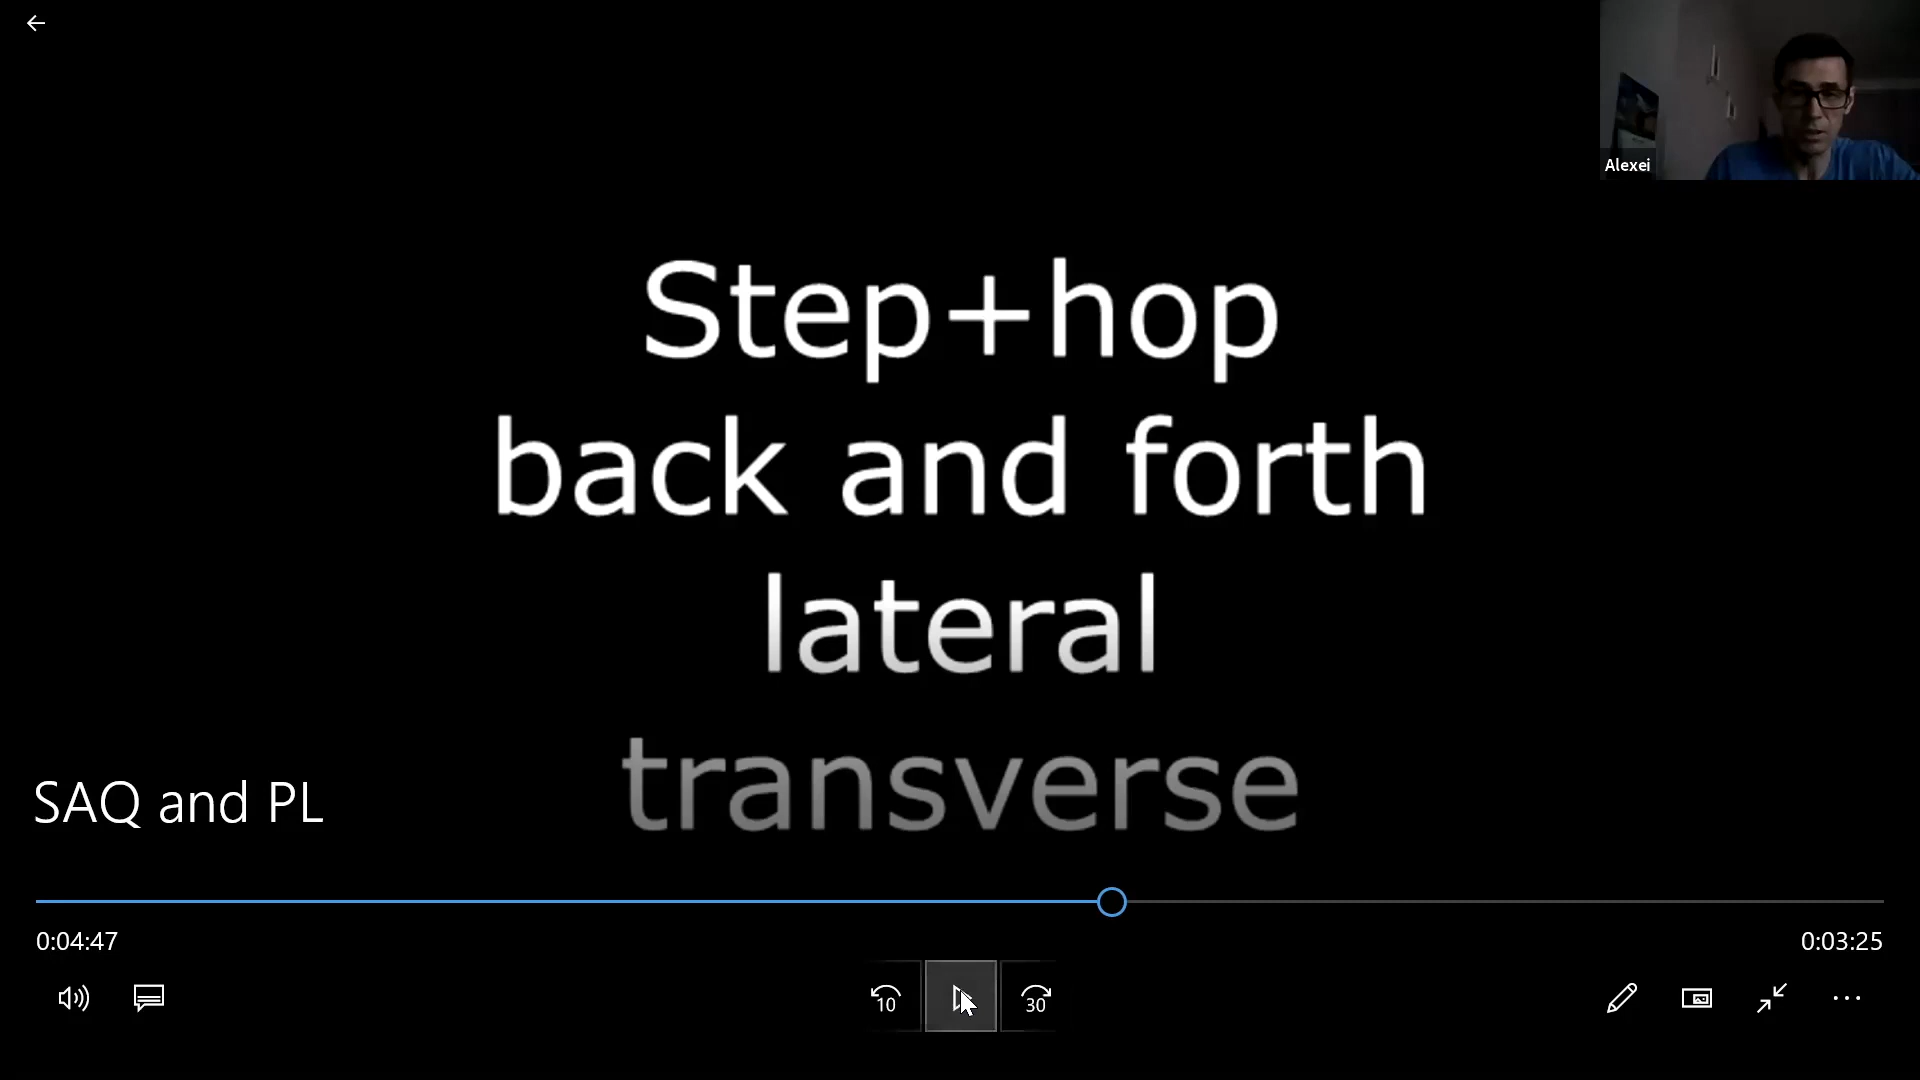 Alexei
Step+hop
back and forth
lateral
transverse
SAQ and PL
0:04:47
0:03:25
10
30